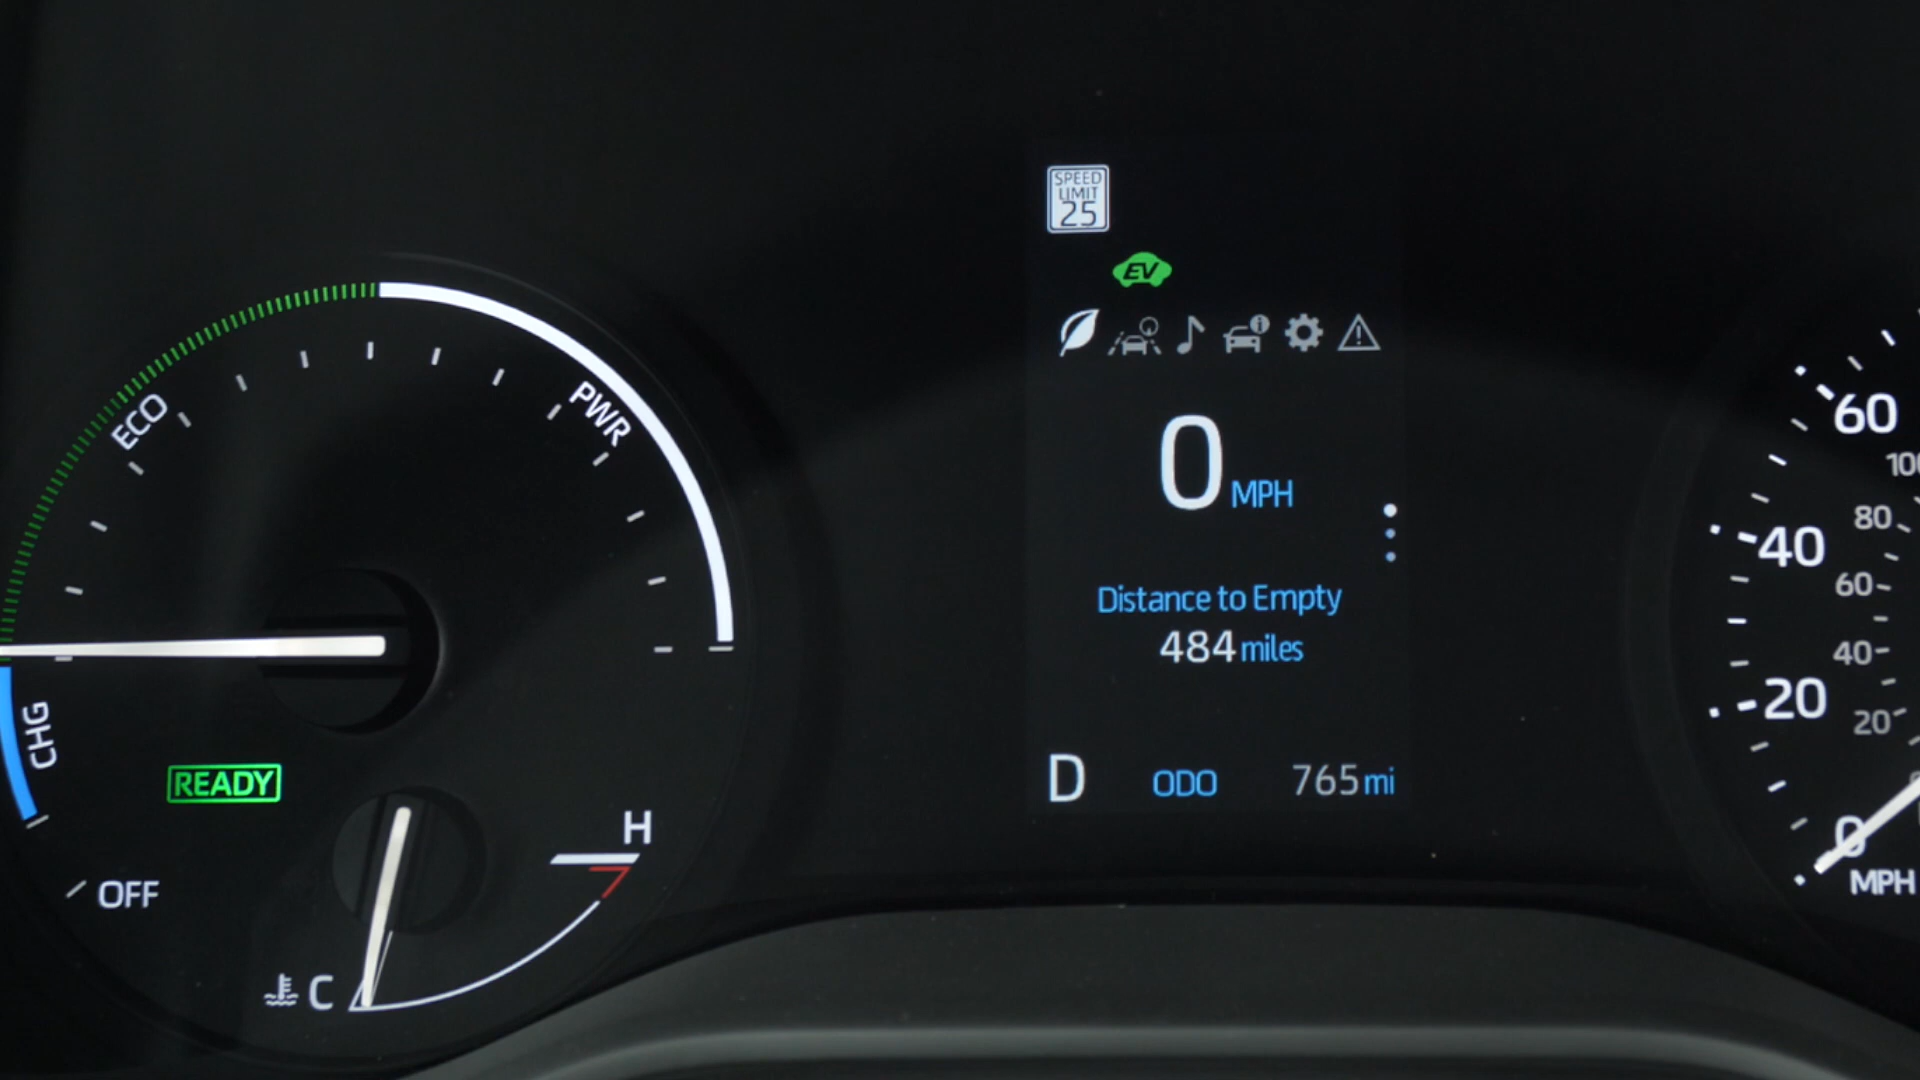 SPEED
LIMIT
25
EV
ECO
PWR
0 MPH
Distance to Empty
484 miles
CHG
READY
D ODO 765 mi
OFF
H
C
60
100
80
40
60
40
20
20
0
MPH